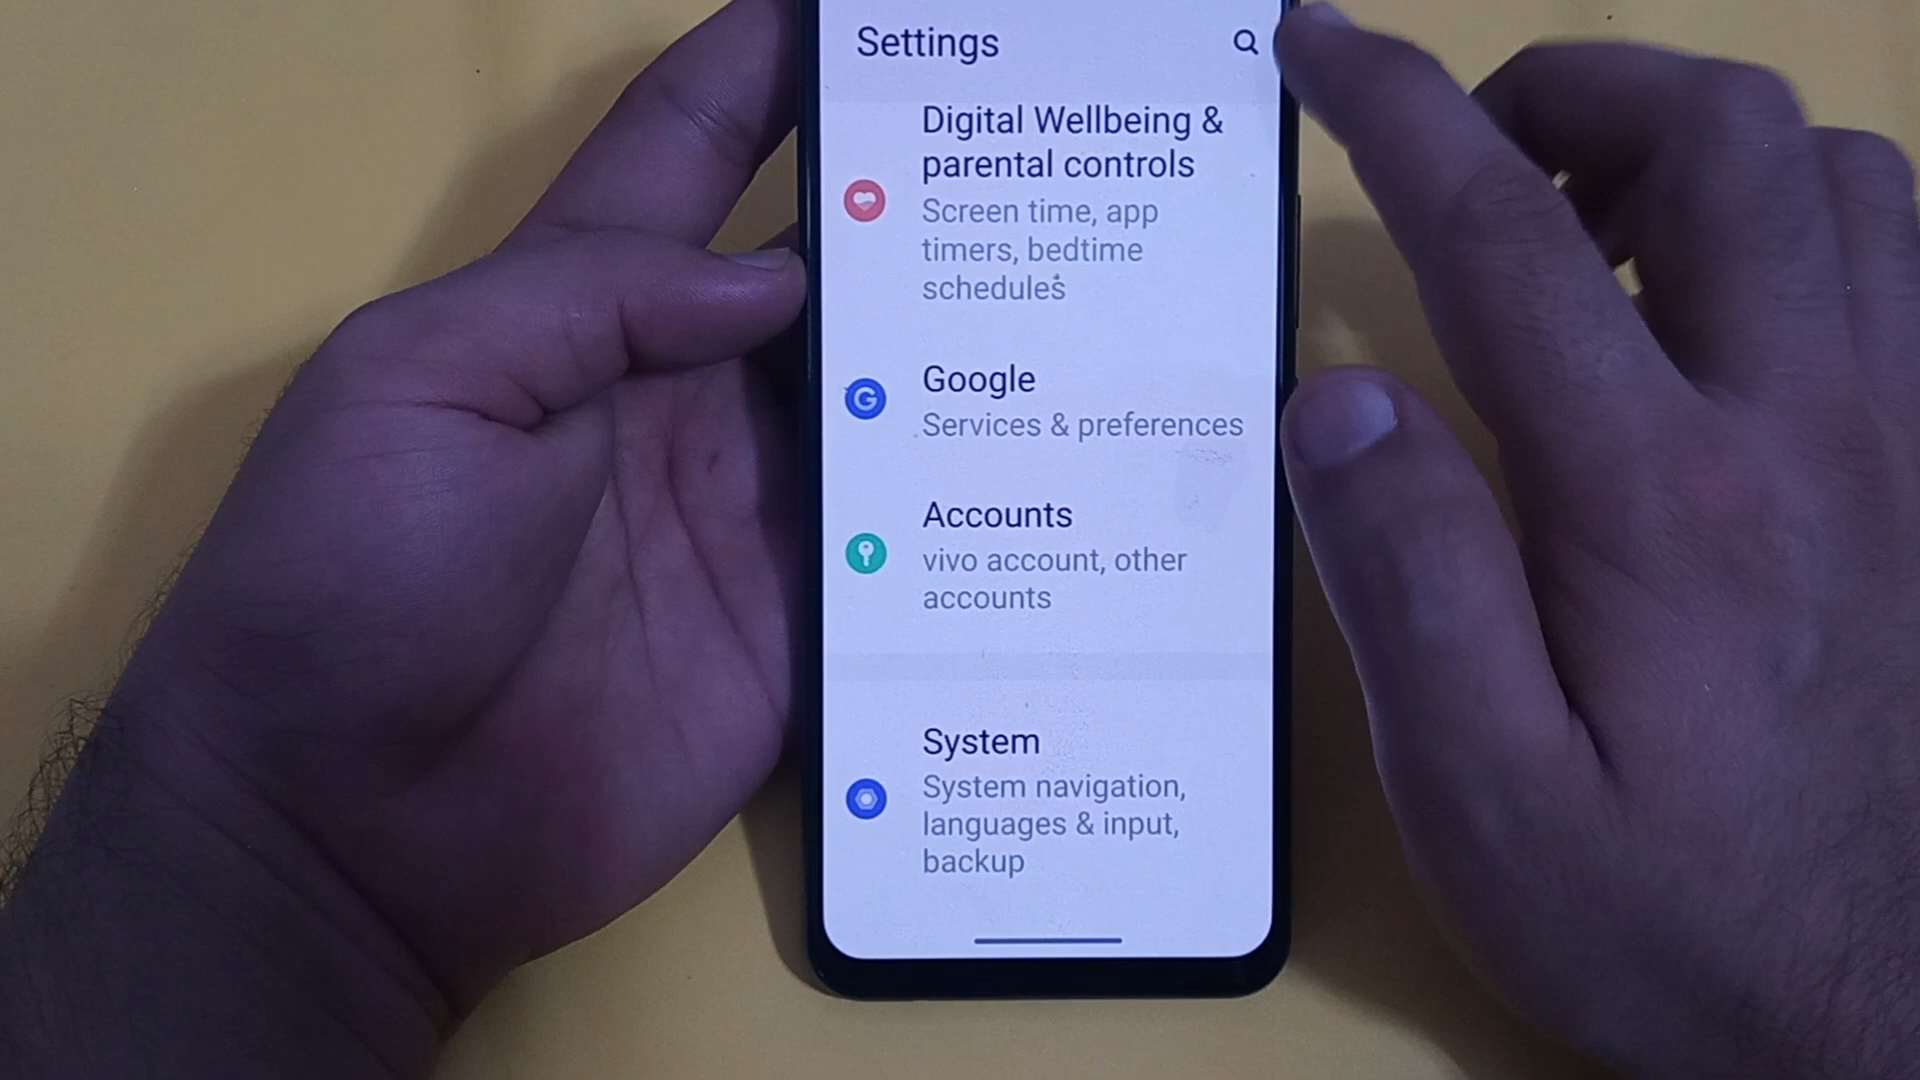 Settings
Digital Wellbeing &
parental controls
Screen time, app
timers, bedtime
schedules
Google
Services & preferences
Accounts
vivo account, other
accounts
System
System navigation,
languages & input,
backup